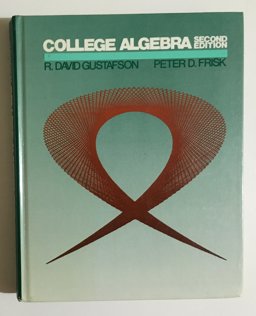 COLLEGE ALGEBRA SECOND EDITION
R. DAVID GUSTAFSON PETER D. FRISK